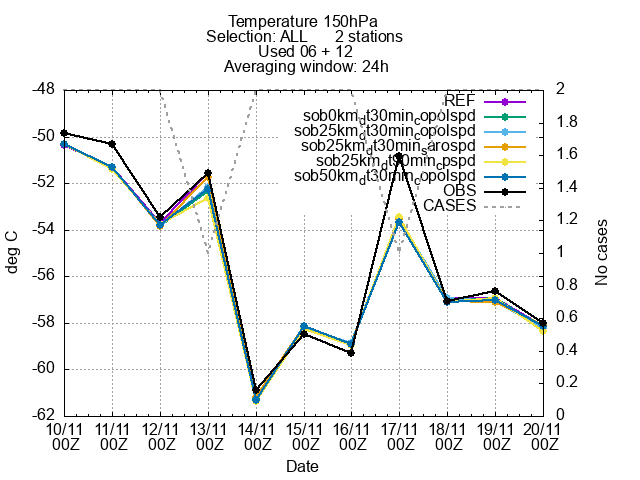 Temperature 150hPa
Selection: ALL 2 stations
Used 06 + 12
Averaging window: 24h
-48
-50
-52
-54
-56
-58
-60
-62
deg C
REF
sob0km_dt30min_copolspd
sob25km_dt30min_copolspd
sob25km_dt30min_sarospd
sob25km_dt30min_cpspd
sob50km_dt30min_copolspd
OBS
CASES
2
1.8
1.6
1.4
1.2
1
0.8
0.6
0.4
0.2
0
No cases
10/11 11/11 12/11 13/11 14/11 15/11 16/11 17/11 18/11 19/11 20/11
00Z 00Z 00Z 00Z 00Z 00Z 00Z 00Z 00Z 00Z 00Z
Date